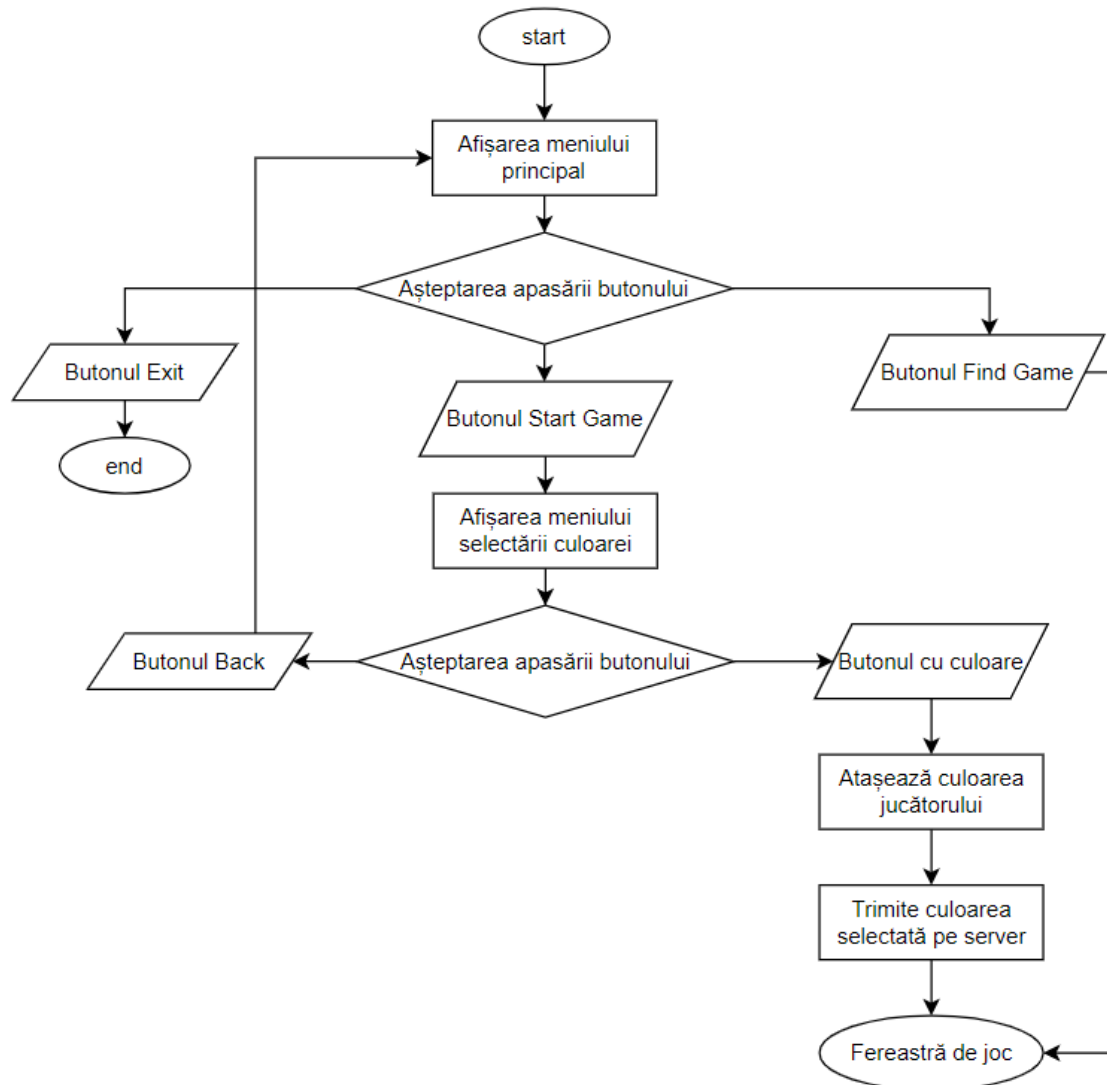 start
Afișarea meniului
principal
Așteptarea apasării butonului
Butonul Exit
Butonul Find Game
Butonul Start Game
end
Afișarea meniului
selectării culoarei
Butonul Back
Așteptarea apasării butonului
Butonul cu culoare
Atașează culoarea
jucătorului
Trimite culoarea
selectată pe server
Fereastră de joc